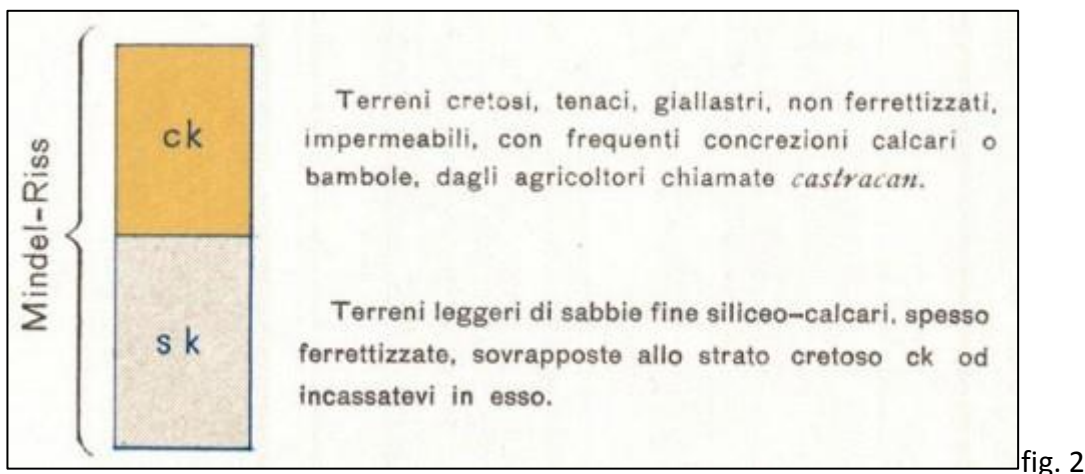 Mindel-Riss
ck
Terreni cretosi, tenaci, giallastri, non ferrettizzati,
impermeabili, con frequenti concrezioni calcari o
bambole, dagli agricoltori chiamate castracan.
sk
Terreni leggeri di sabbie fine siliceo-calcari, spesso
ferrettizzate, sovrapposte allo strato cretoso ck od
incassatevi in esso.
fig. 2